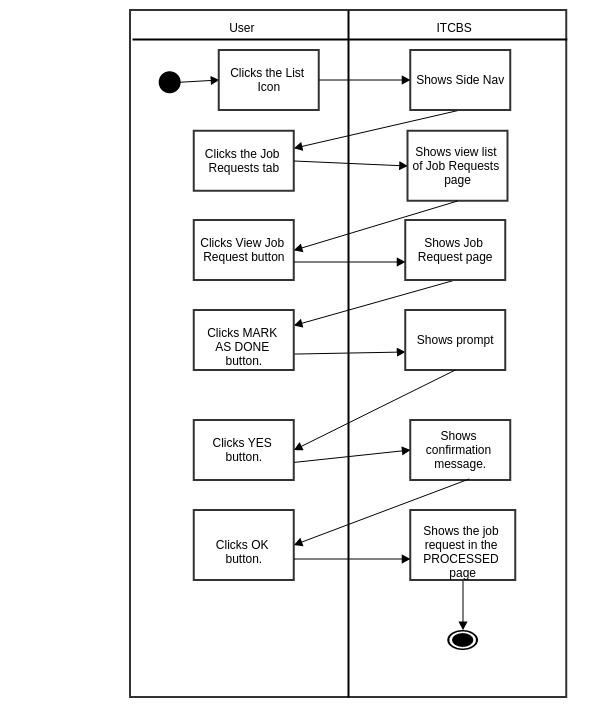 User
ITCBS
Clicks the List
Icon
Shows Side Nav
Clicks the Job
Requests tab
Shows view list
of Job Requests
page
Clicks View Job
Request button
Shows Job
Request page
Clicks MARK
AS DONE
button.
Shows prompt
Clicks YES
button.
Shows
confirmation
message.
Clicks OK
button.
Shows the job
request in the
PROCESSED
page